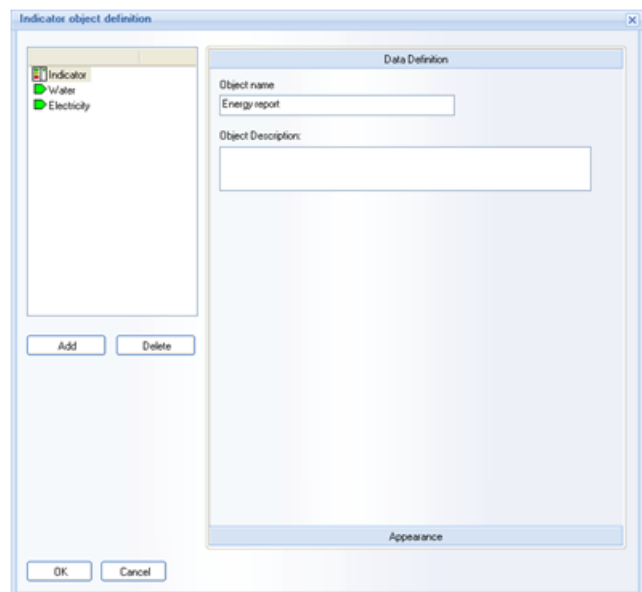 Indicator object definition
Indicator
Water
Electricity
Add
Delete
Data Definition
Object name
Energy report
Object Description:
Appearance
OK
Cancel